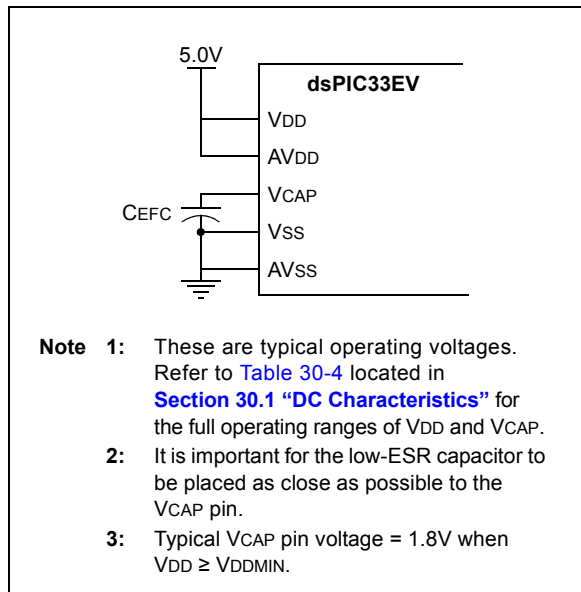 5.0V
dsPIC33EV
VDD
AVDD
VCAP
CEFC
VSS
AVSS
Note 1: These are typical operating voltages.
Refer to Table 30-4 located in
Section 30.1 “DC Characteristics” for
the full operating ranges of VDD and VCAP.
2: It is important for the low-ESR capacitor to
be placed as close as possible to the
VCAP pin.
3: Typical VCAP pin voltage = 1.8V when
VDD ≥ VDDMIN.